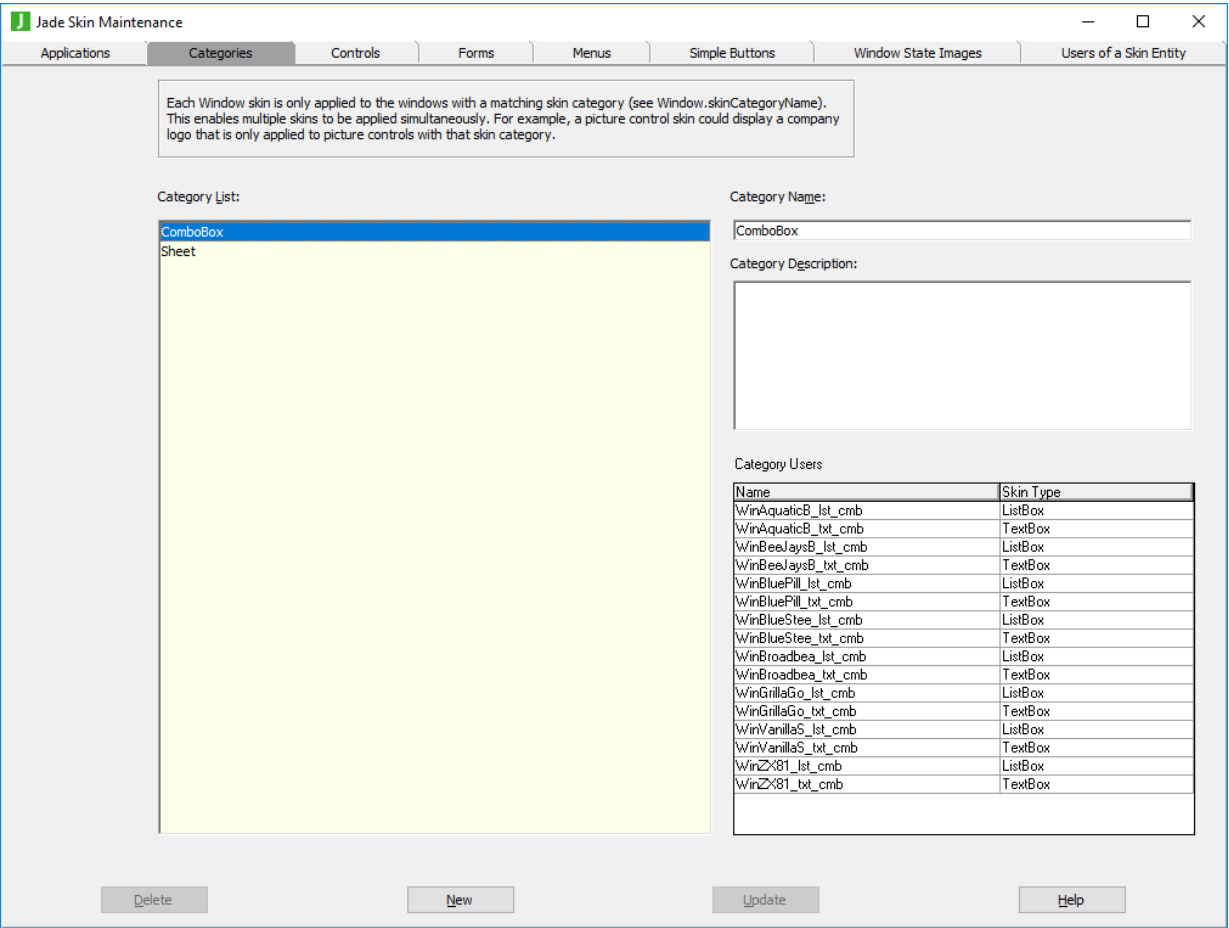 Jade Skin Maintenance
Applications Categories Controls Forms Menus Simple Buttons Window State Images Users of a Skin Entity
Each Window skin is only applied to the windows with a matching skin category (see Window.skinCategoryName).
This enables multiple skins to be applied simultaneously. For example, a picture control skin could display a company
logo that is only applied to picture controls with that skin category.
Category List:
ComboBox
Sheet
Category Name:
ComboBox
Category Description:
Category Users
Name Skin Type
WinAquaticB_lst_cmb ListBox
WinAquaticB_txt_cmb TextBox
WinBeeJaysB_lst_cmb ListBox
WinBeeJaysB_txt_cmb TextBox
WinBluePill_lst_cmb ListBox
WinBluePill_txt_cmb TextBox
WinBlueStee_lst_cmb ListBox
WinBlueStee_txt_cmb TextBox
WinBroadbea_lst_cmb ListBox
WinBroadbea_txt_cmb TextBox
WinGrillaGo_lst_cmb ListBox
WinGrillaGo_txt_cmb TextBox
WinVanillaS_lst_cmb ListBox
WinVanillaS_txt_cmb TextBox
WinZX81_lst_cmb ListBox
WinZX81_txt_cmb TextBox
Delete New Update Help